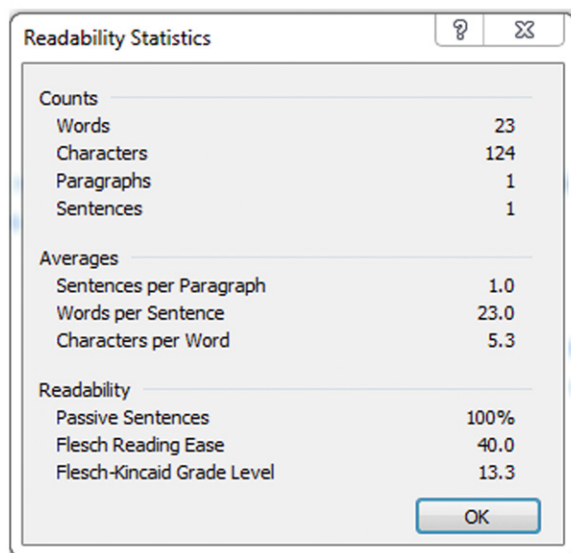 Readability Statistics
Counts
Words 23
Characters 124
Paragraphs 1
Sentences 1
Averages
Sentences per Paragraph 1.0
Words per Sentence 23.0
Characters per Word 5.3
Readability
Passive Sentences 100%
Flesch Reading Ease 40.0
Flesch-Kincaid Grade Level 13.3
OK